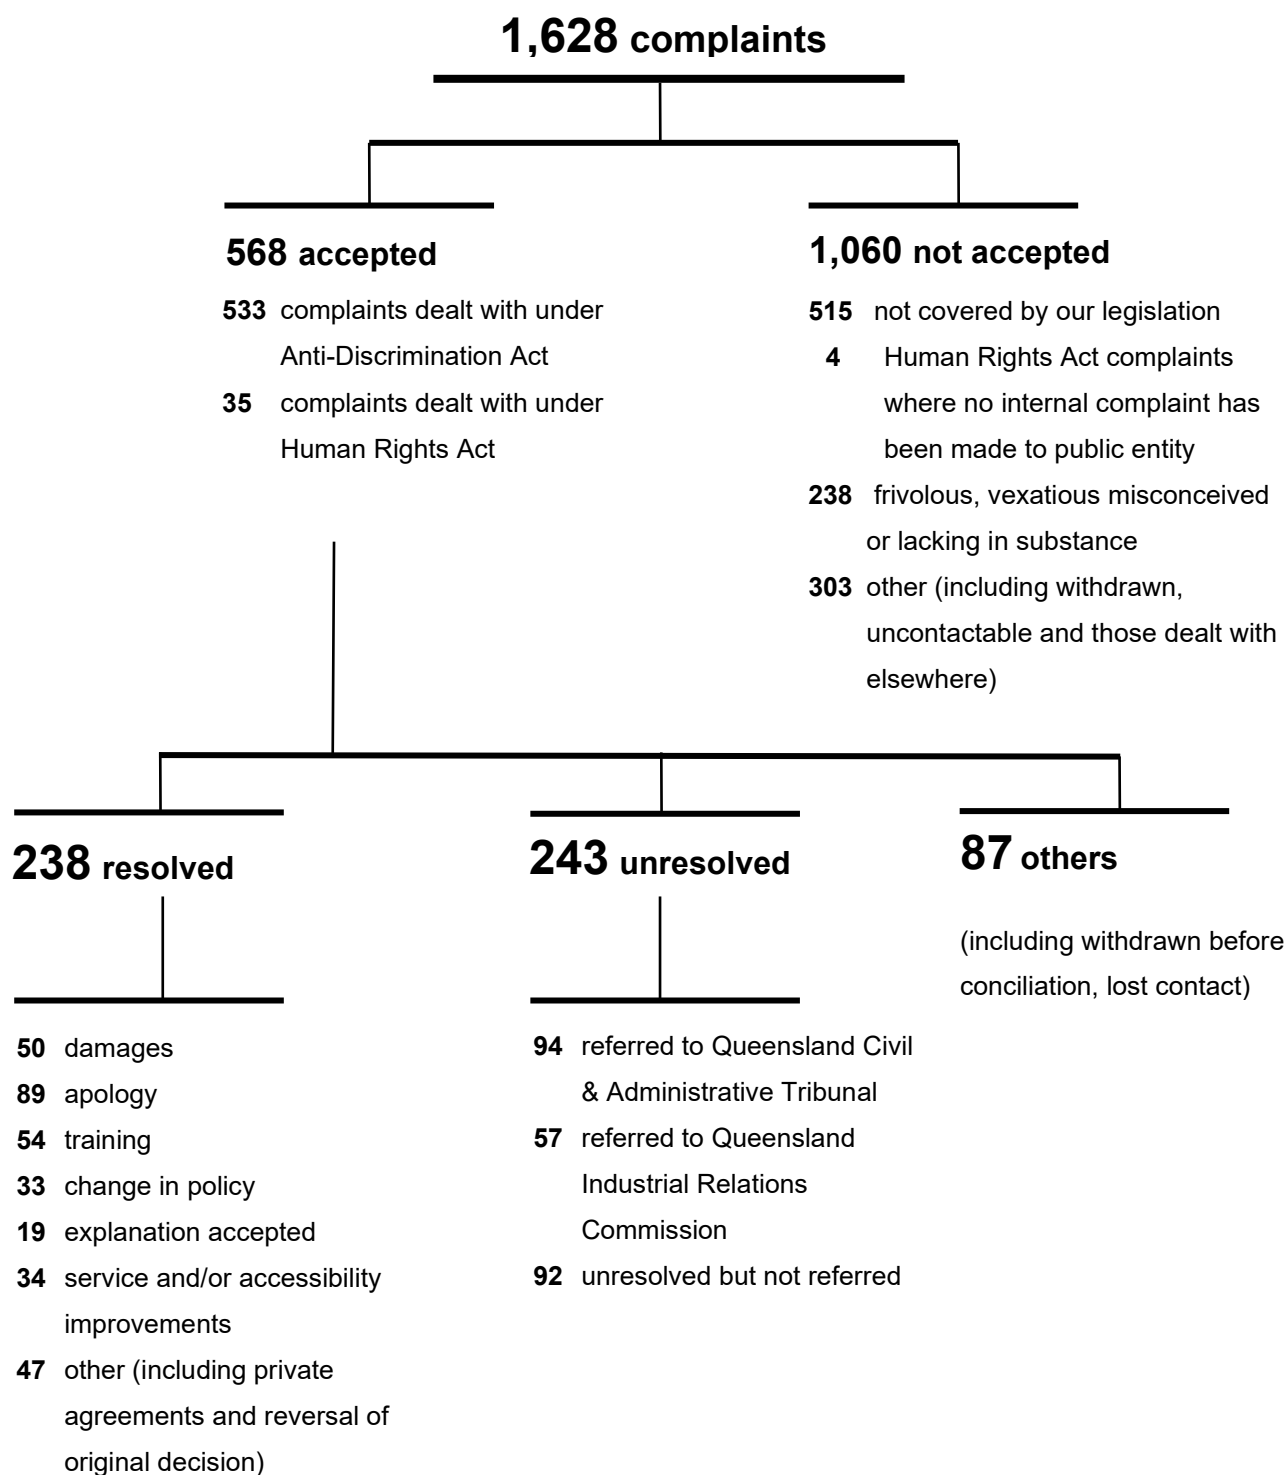 1,628 complaints
568 accepted
533 complaints dealt with under
Anti-Discrimination Act
35 complaints dealt with under
Human Rights Act
1,060 not accepted
515 not covered by our legislation
4 Human Rights Act complaints
where no internal complaint has
been made to public entity
238 frivolous, vexatious misconceived
or lacking in substance
303 other (including withdrawn,
uncontactable and those dealt with
elsewhere)
238 resolved
50 damages
89 apology
54 training
33 change in policy
19 explanation accepted
34 service and/or accessibility
improvements
47 other (including private
agreements and reversal of
original decision)
243 unresolved
94 referred to Queensland Civil
& Administrative Tribunal
57 referred to Queensland
Industrial Relations
Commission
92 unresolved but not referred
87 others
(including withdrawn before
conciliation, lost contact)